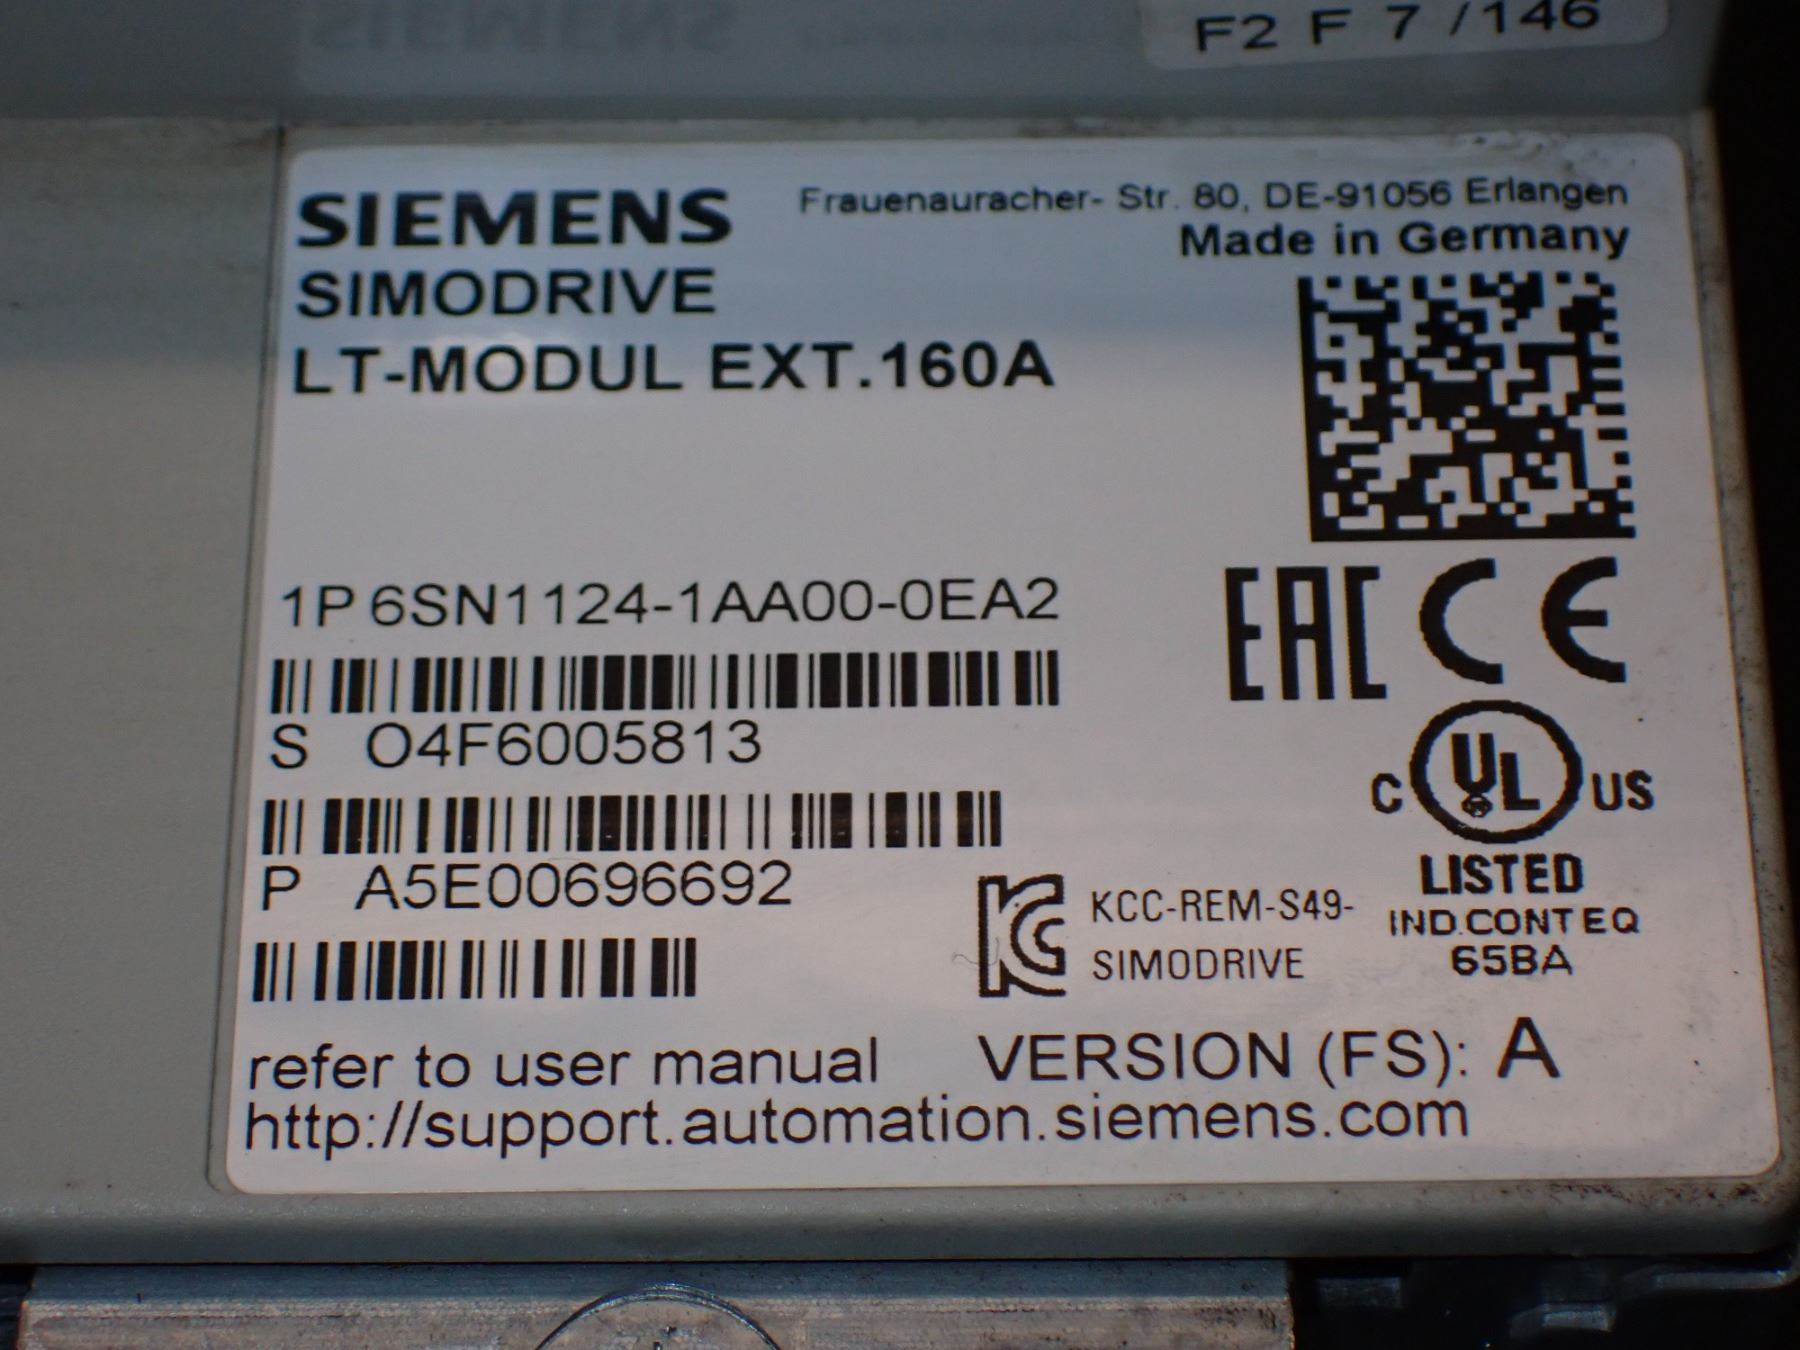 F2 F 7 /146
SIEMENS
Frauenauracher- Str. 80, DE-91056 Erlangen
Made in Germany
SIMODRIVE
LT-MODUL EXT.160A
1P 6SN1124-1AA00-0EA2
EAC CE
S O4F6005813
C UL US
LISTED
IND.CONT EQ
65BA
P A5E00696692
KCC-REM-S49-
SIMODRIVE
refer to user manual VERSION (FS): A
http://support.automation.siemens.com